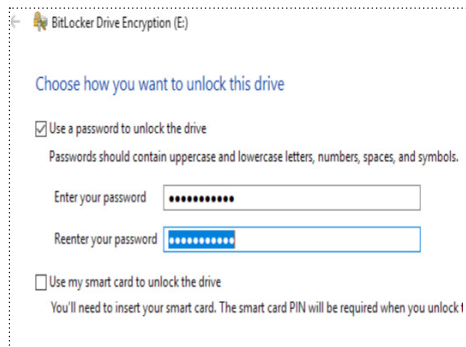 BitLocker Drive Encryption (E:)
Choose how you want to unlock this drive
Use a password to unlock the drive
Passwords should contain uppercase and lowercase letters, numbers, spaces, and symbols.
Enter your password ●●●●●●●●●●●
Reenter your password ●●●●●●●●●●●
Use my smart card to unlock the drive
You'll need to insert your smart card. The smart card PIN will be required when you unlock